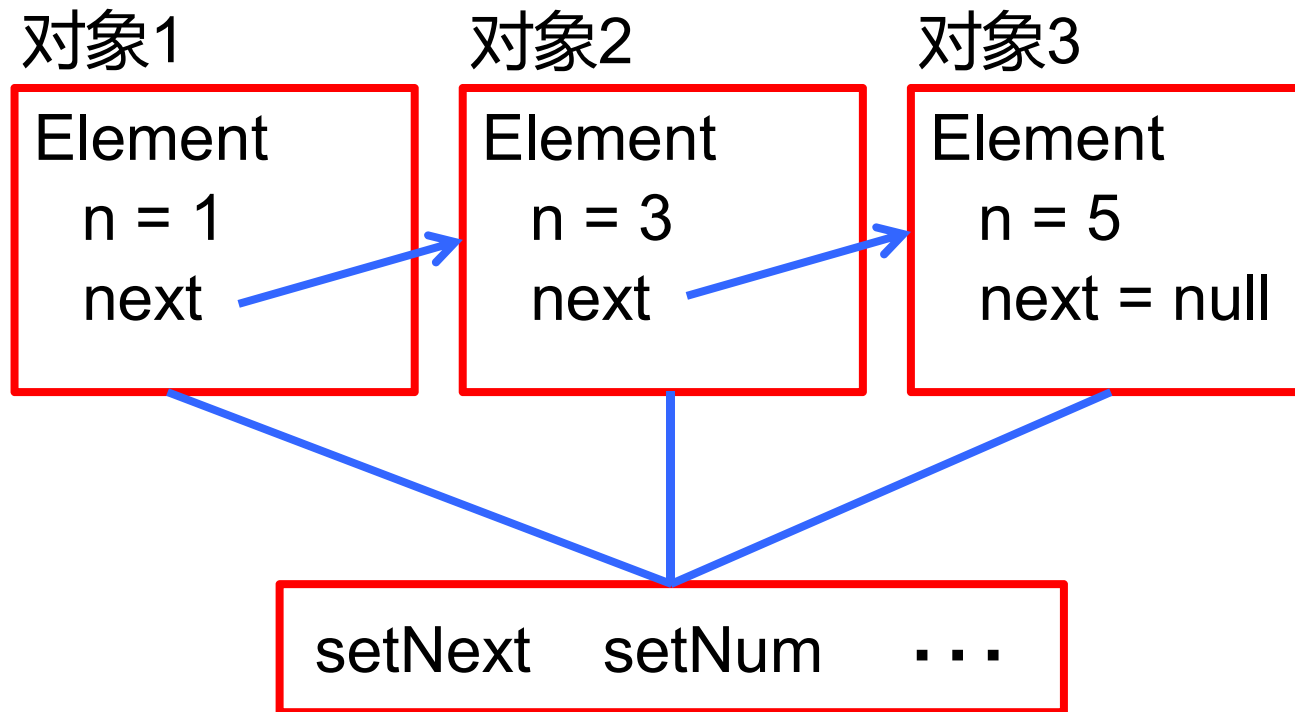 对象1
Element
n = 1
next
对象2
Element
n = 3
next
对象3
Element
n = 5
next = null
setNext setNum ···